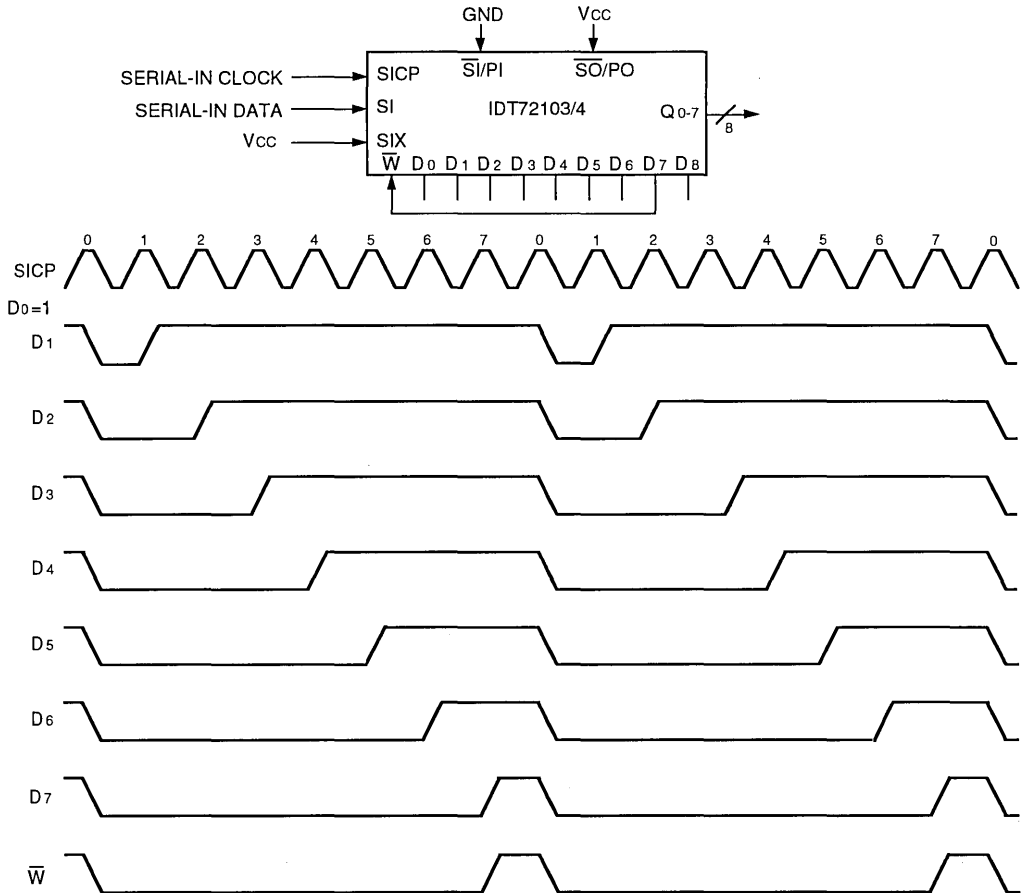 GND VCC
SERIAL-IN CLOCK SICP S̅I̅/PI S̅O̅/PO
SERIAL-IN DATA SI IDT72103/4 Q0-7
8
VCC SIX
W̅ D0 D1 D2 D3 D4 D5 D6 D7 D8
0 1 2 3 4 5 6 7 0 1 2 3 4 5 6 7 0
SICP
D0=1
D1
D2
D3
D4
D5
D6
D7
W̅